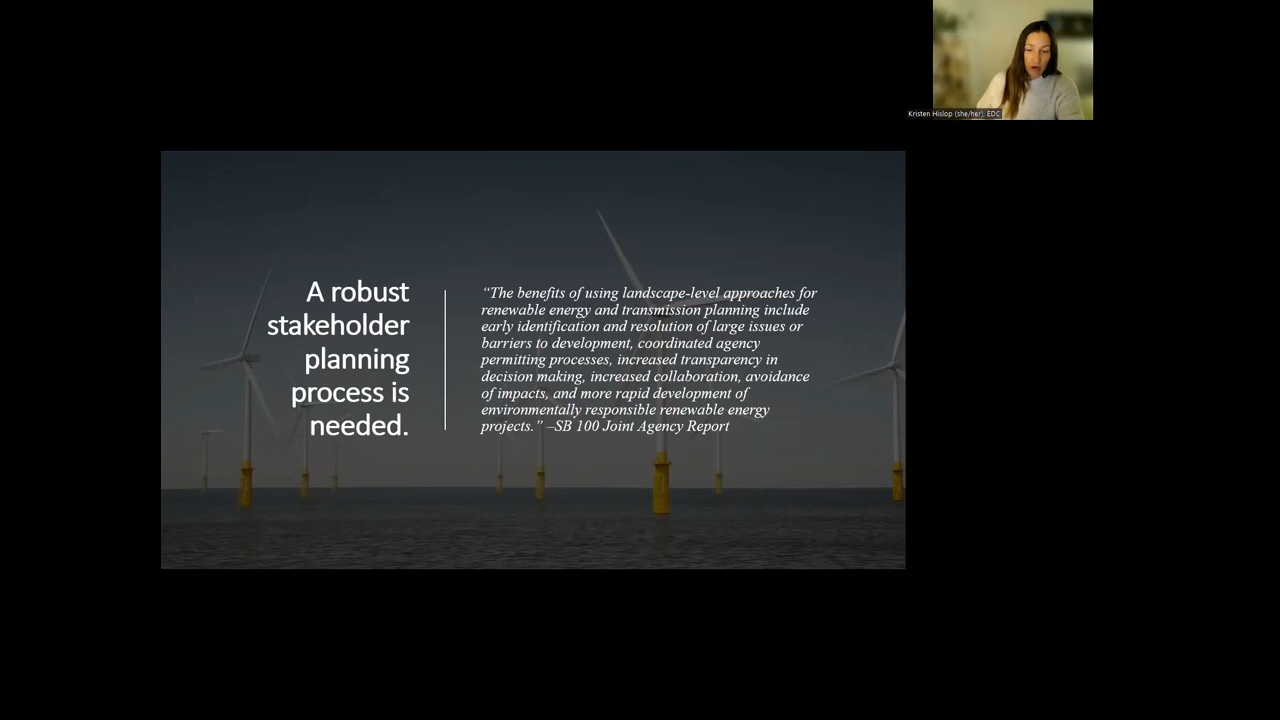 Kristen Hislop (she/her), EDC
A robust
stakeholder
planning
process is
needed.
“The benefits of using landscape-level approaches for
renewable energy and transmission planning include
early identification and resolution of large issues or
barriers to development, coordinated agency
permitting processes, increased transparency in
decision making, increased collaboration, avoidance
of impacts, and more rapid development of
environmentally responsible renewable energy
projects.” –SB 100 Joint Agency Report